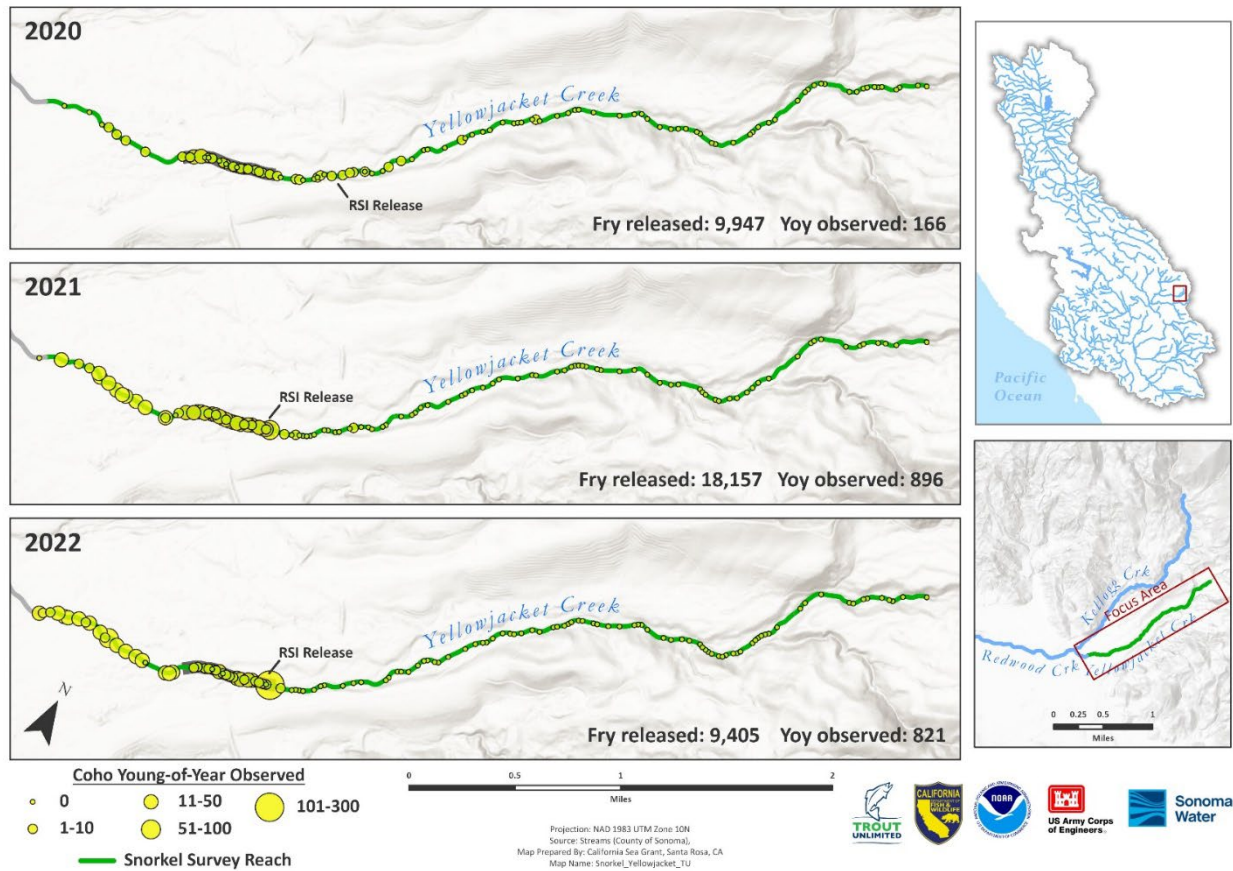 2020
Yellowjacket Creek
RSI Release
Fry released: 9,947 Yoy observed: 166
2021
Yellowjacket Creek
RSI Release
Fry released: 18,157 Yoy observed: 896
2022
Yellowjacket Creek
RSI Release
N
Fry released: 9,405 Yoy observed: 821
Pacific
Ocean
Kellogg Crk
Focus Area
Redwood Crk
Yellowjacket Crk
0 0.25 0.5 1
Miles
Coho Young-of-Year Observed
0
11-50
101-300
1-10
51-100
Snorkel Survey Reach
0 0.5 1 2
Miles
Projection: NAD 1983 UTM Zone 10N
Source: Streams (County of Sonoma),
Map Prepared By: California Sea Grant, Santa Rosa, CA
Map Name: Snorkel_Yellowjacket_TU
TROUT
UNLIMITED
CALIFORNIA
FISH &
WILDLIFE
NOAA
US Army Corps
of Engineers
Sonoma
Water